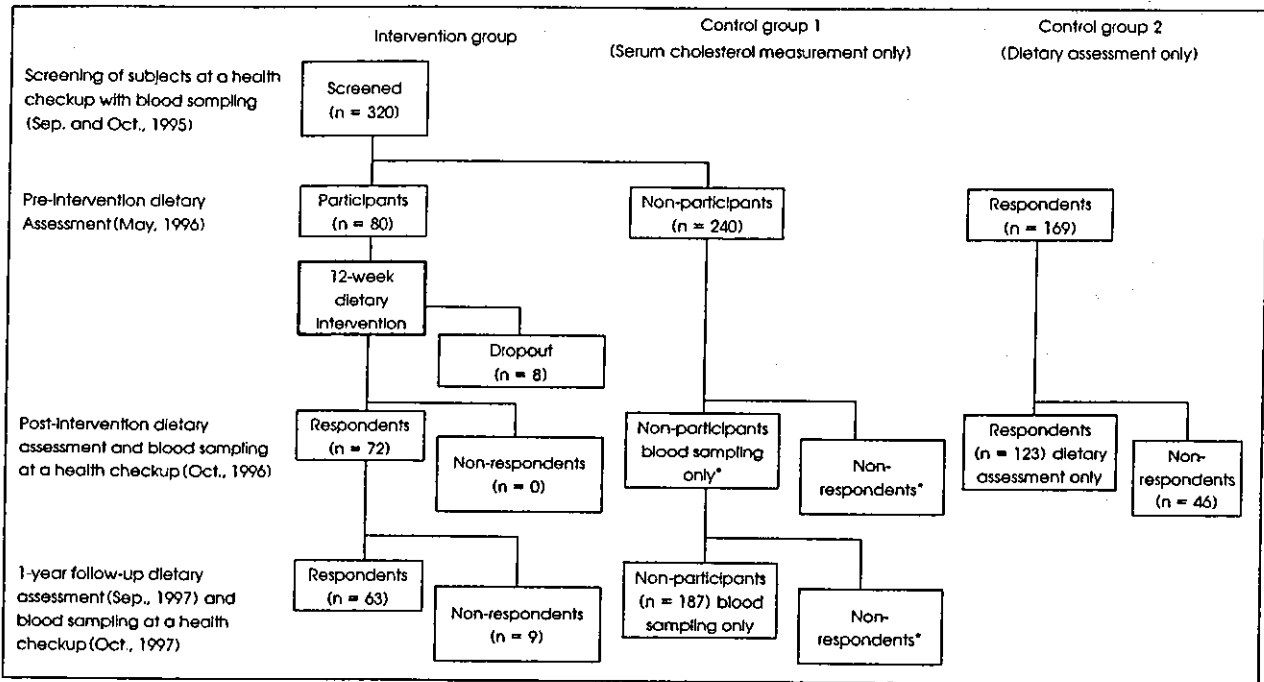 Intervention group
Control group 1
(Serum cholesterol measurement only)
Control group 2
(Dietary assessment only)
Screening of subjects at a health
checkup with blood sampling
(Sep. and Oct., 1995)
Screened
(n = 320)
Pre-intervention dietary
Assessment (May, 1996)
Participants
(n = 80)
Non-participants
(n = 240)
Respondents
(n = 169)
12-week
dietary
intervention
Dropout
(n = 8)
Post-intervention dietary
assessment and blood sampling
at a health checkup (Oct., 1996)
Respondents
(n = 72)
Non-respondents
(n = 0)
Non-participants
blood sampling
only*
Non-
respondents*
Respondents
(n = 123) dietary
assessment only
Non-
respondents
(n = 46)
1-year follow-up dietary
assessment (Sep., 1997) and
blood sampling at a health
checkup (Oct., 1997)
Respondents
(n = 63)
Non-respondents
(n = 9)
Non-participants
(n = 187) blood
sampling only
Non-
respondents*